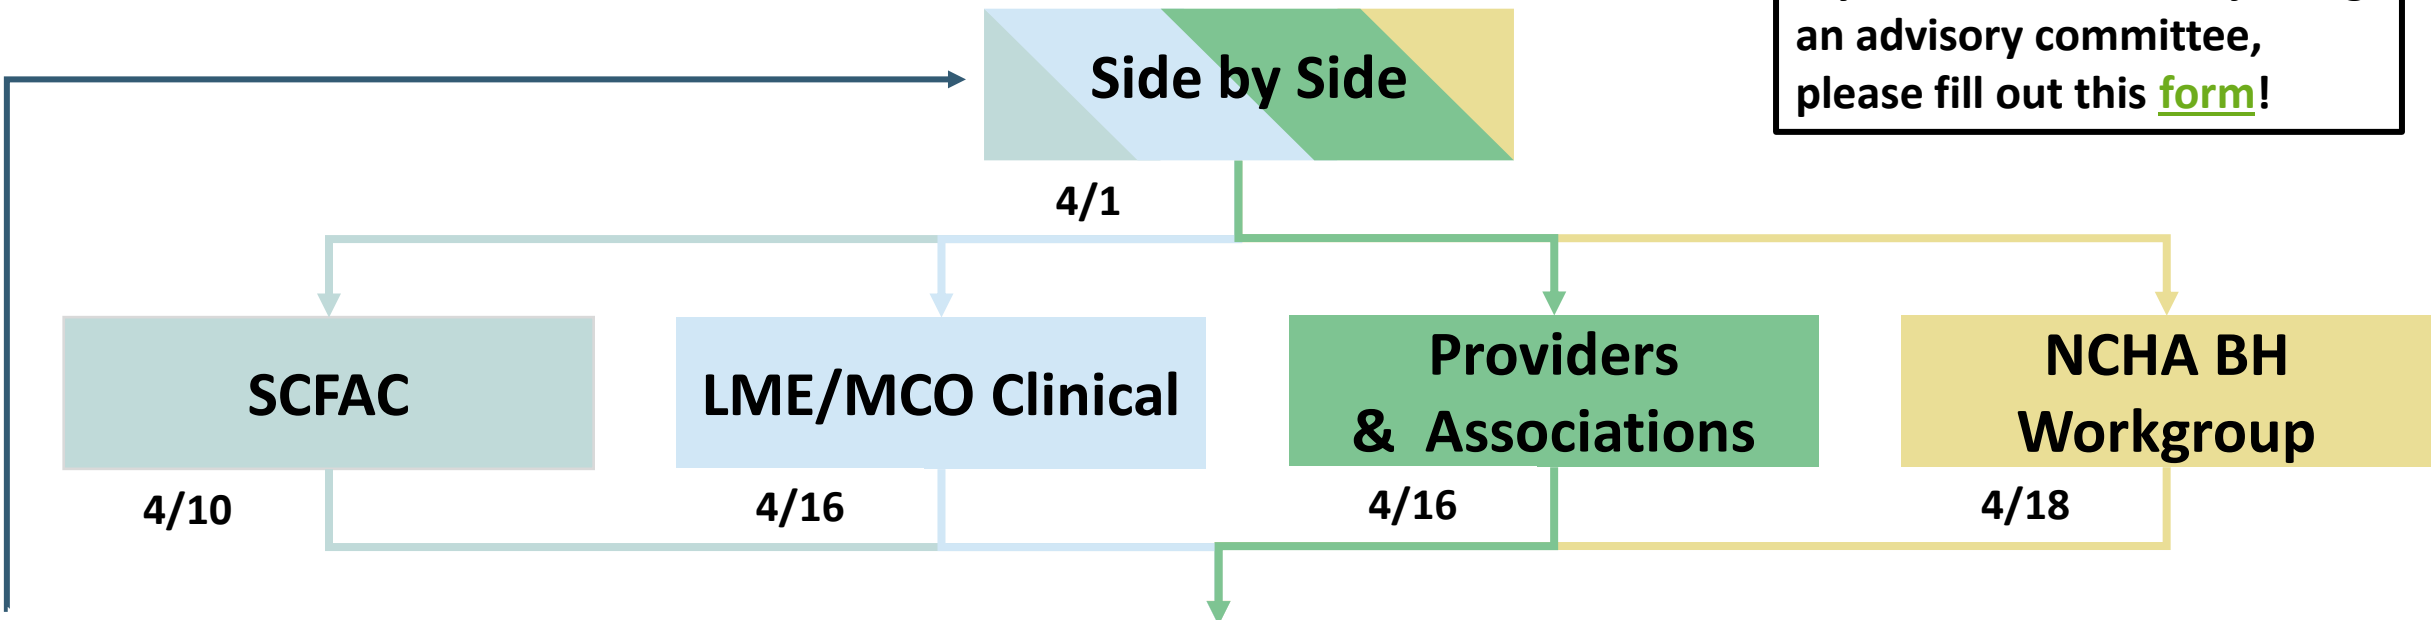 an advisory committee,
please fill out this form!
Side by Side
4/1
SCFAC
LME/MCO Clinical
Providers
& Associations
NCHA BH
Workgroup
4/10
4/16
4/16
4/18